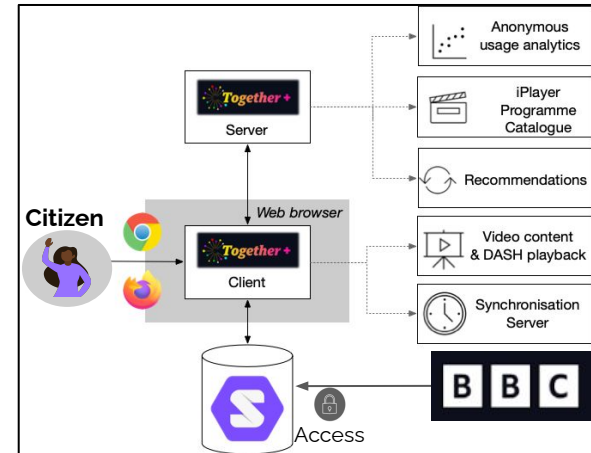 Anonymous
usage analytics
Together +
Server
iPlayer
Programme
Catalogue
Recommendations
Citizen
Web browser
Together +
Client
Video content
& DASH playback
Synchronisation
Server
S
BBC
Access